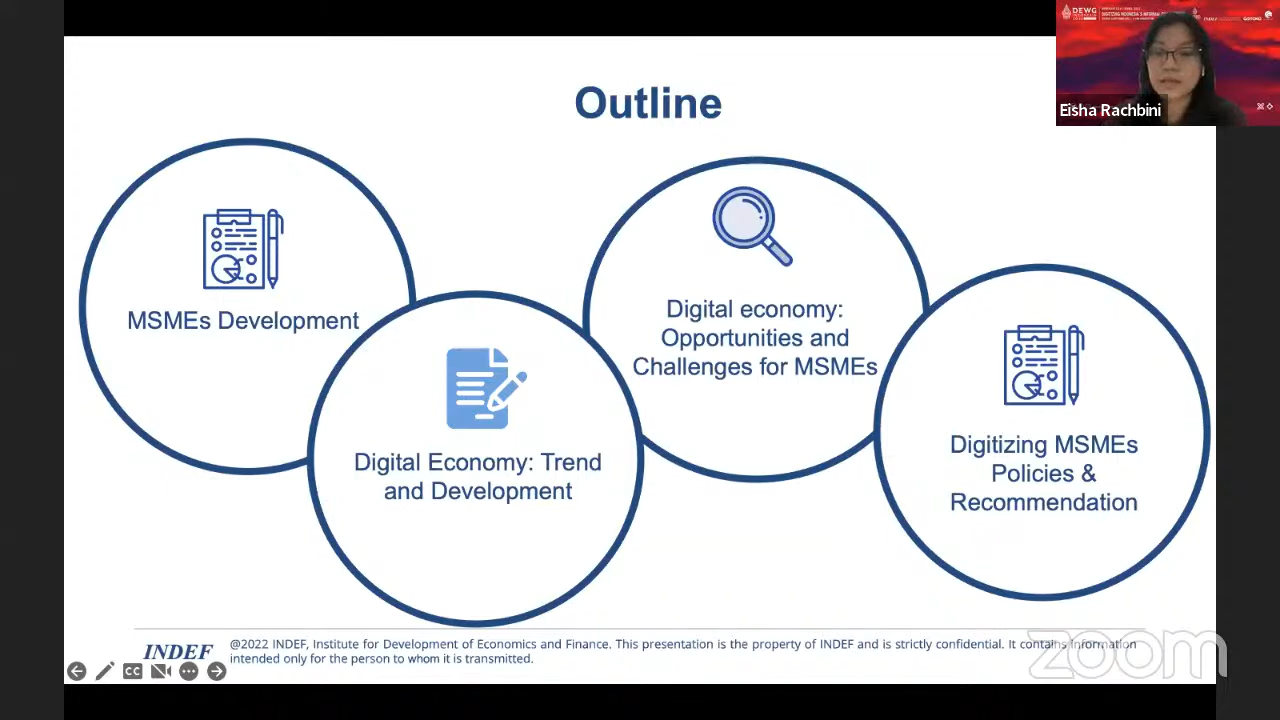 DEWG
Eisha Rachbini
Outline
MSMEs Development
Digital Economy: Trend
and Development
Digital economy:
Opportunities and
Challenges for MSMEs
Digitizing MSMEs
Policies &
Recommendation
INDEF
@2022 INDEF, Institute for Development of Economics and Finance. This presentation is the property of INDEF and is strictly confidential. It contains information
intended only for the person to whom it is transmitted.
CC
zoom